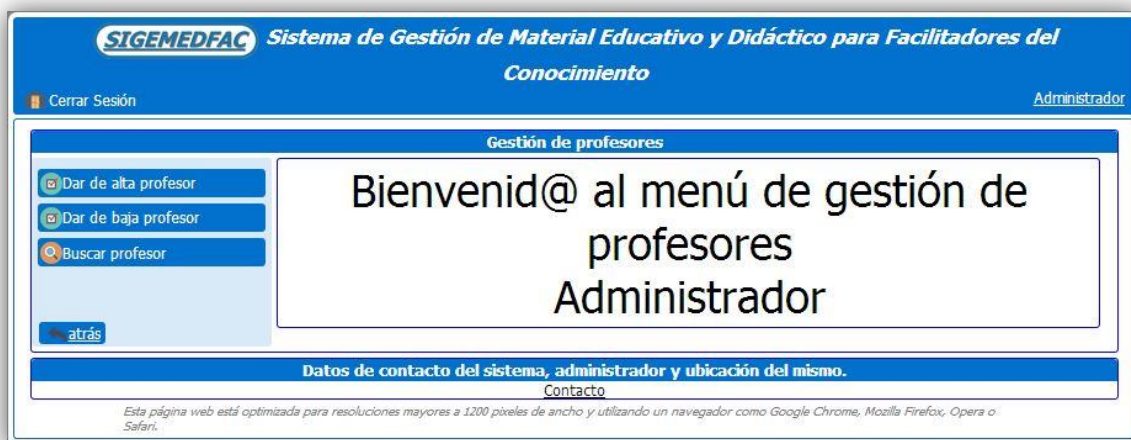 SIGEMEDFAC Sistema de Gestión de Material Educativo y Didáctico para Facilitadores del
Conocimiento
Cerrar Sesión
Administrador
Gestión de profesores
Dar de alta profesor
Dar de baja profesor
Buscar profesor
atrás
Bienvenid@ al menú de gestión de
profesores
Administrador
Datos de contacto del sistema, administrador y ubicación del mismo.
Contacto
Esta página web está optimizada para resoluciones mayores a 1200 pixeles de ancho y utilizando un navegador como Google Chrome, Mozilla Firefox, Opera o
Safari.